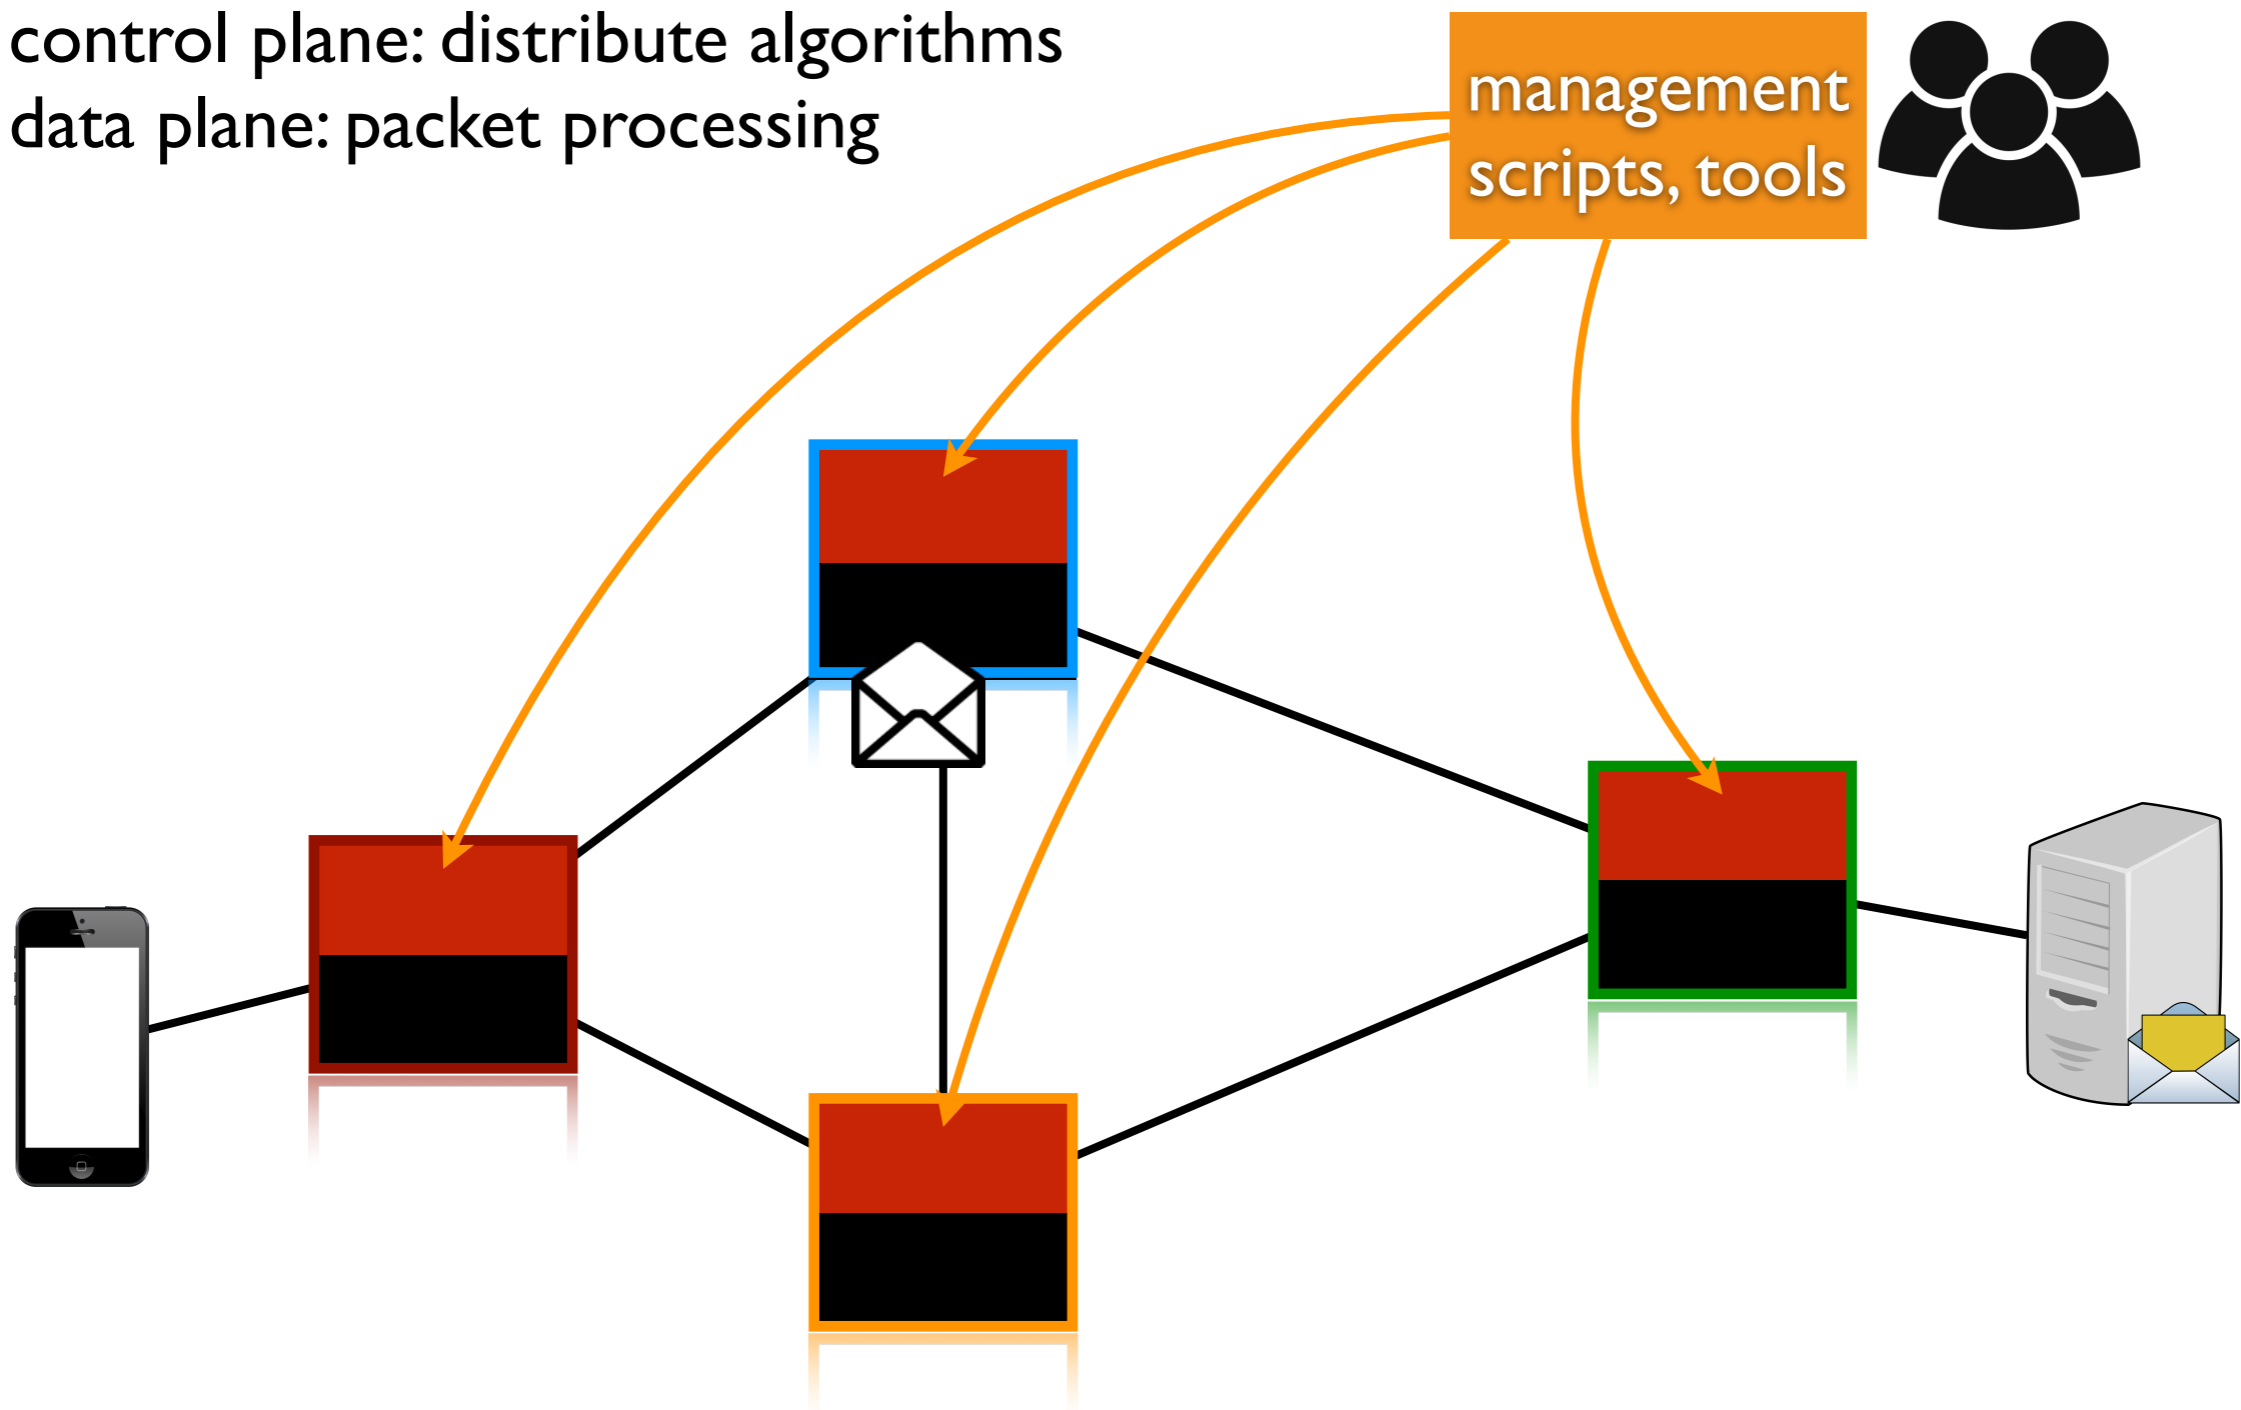 control plane: distribute algorithms
data plane: packet processing
management
scripts, tools